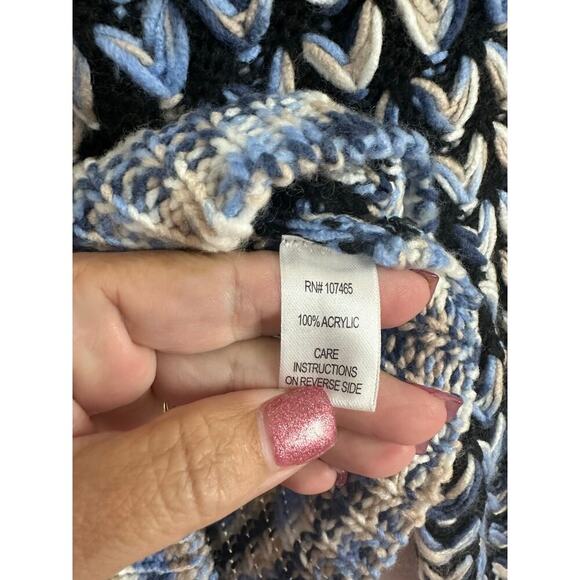 RN# 107465
100% ACRYLIC
CARE
INSTRUCTIONS
ON REVERSE SIDE